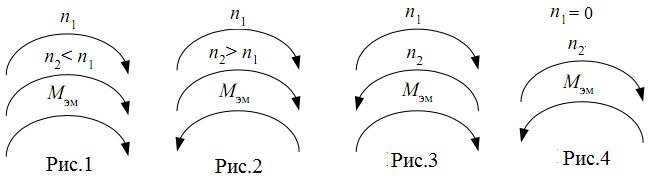 n₁
n₂< n₁
Mэм
Рис.1
n₁
n₂> n₁
Mэм
Рис.2
n₁
n₂
Mэм
Рис.3
n₁ = 0
n₂
Mэм
Рис.4